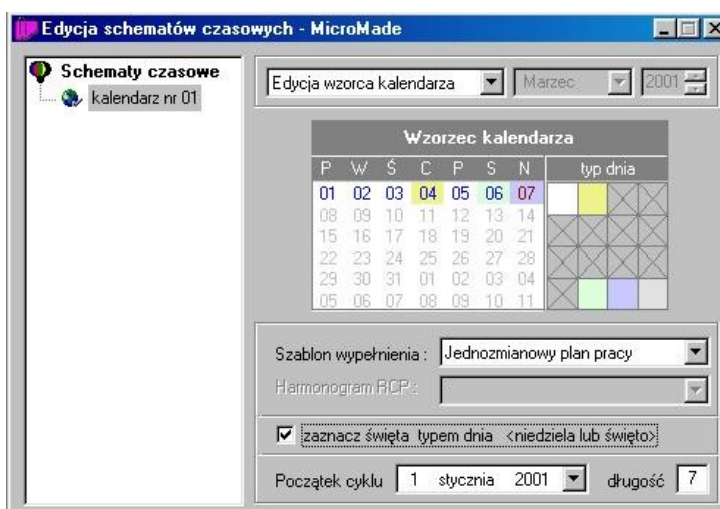 Edycja schematów czasowych - MicroMade
Schematy czasowe
kalendarz nr 01
Edycja wzorca kalendarza Marzec 2001
Wzorzec kalendarza
P W Ś C P S N typ dnia
01 02 03 04 05 06 07
08 09 10 11 12 13 14
15 16 17 18 19 20 21
22 23 24 25 26 27 28
29 30 31 01 02 03 04
05 06 07 08 09 10 11
Szablon wypełnienia : Jednozmianowy plan pracy
Harmonogram RCP :
zaznacz święta typem dnia <niedziela lub święto>
Początek cyklu 1 stycznia 2001 długość 7